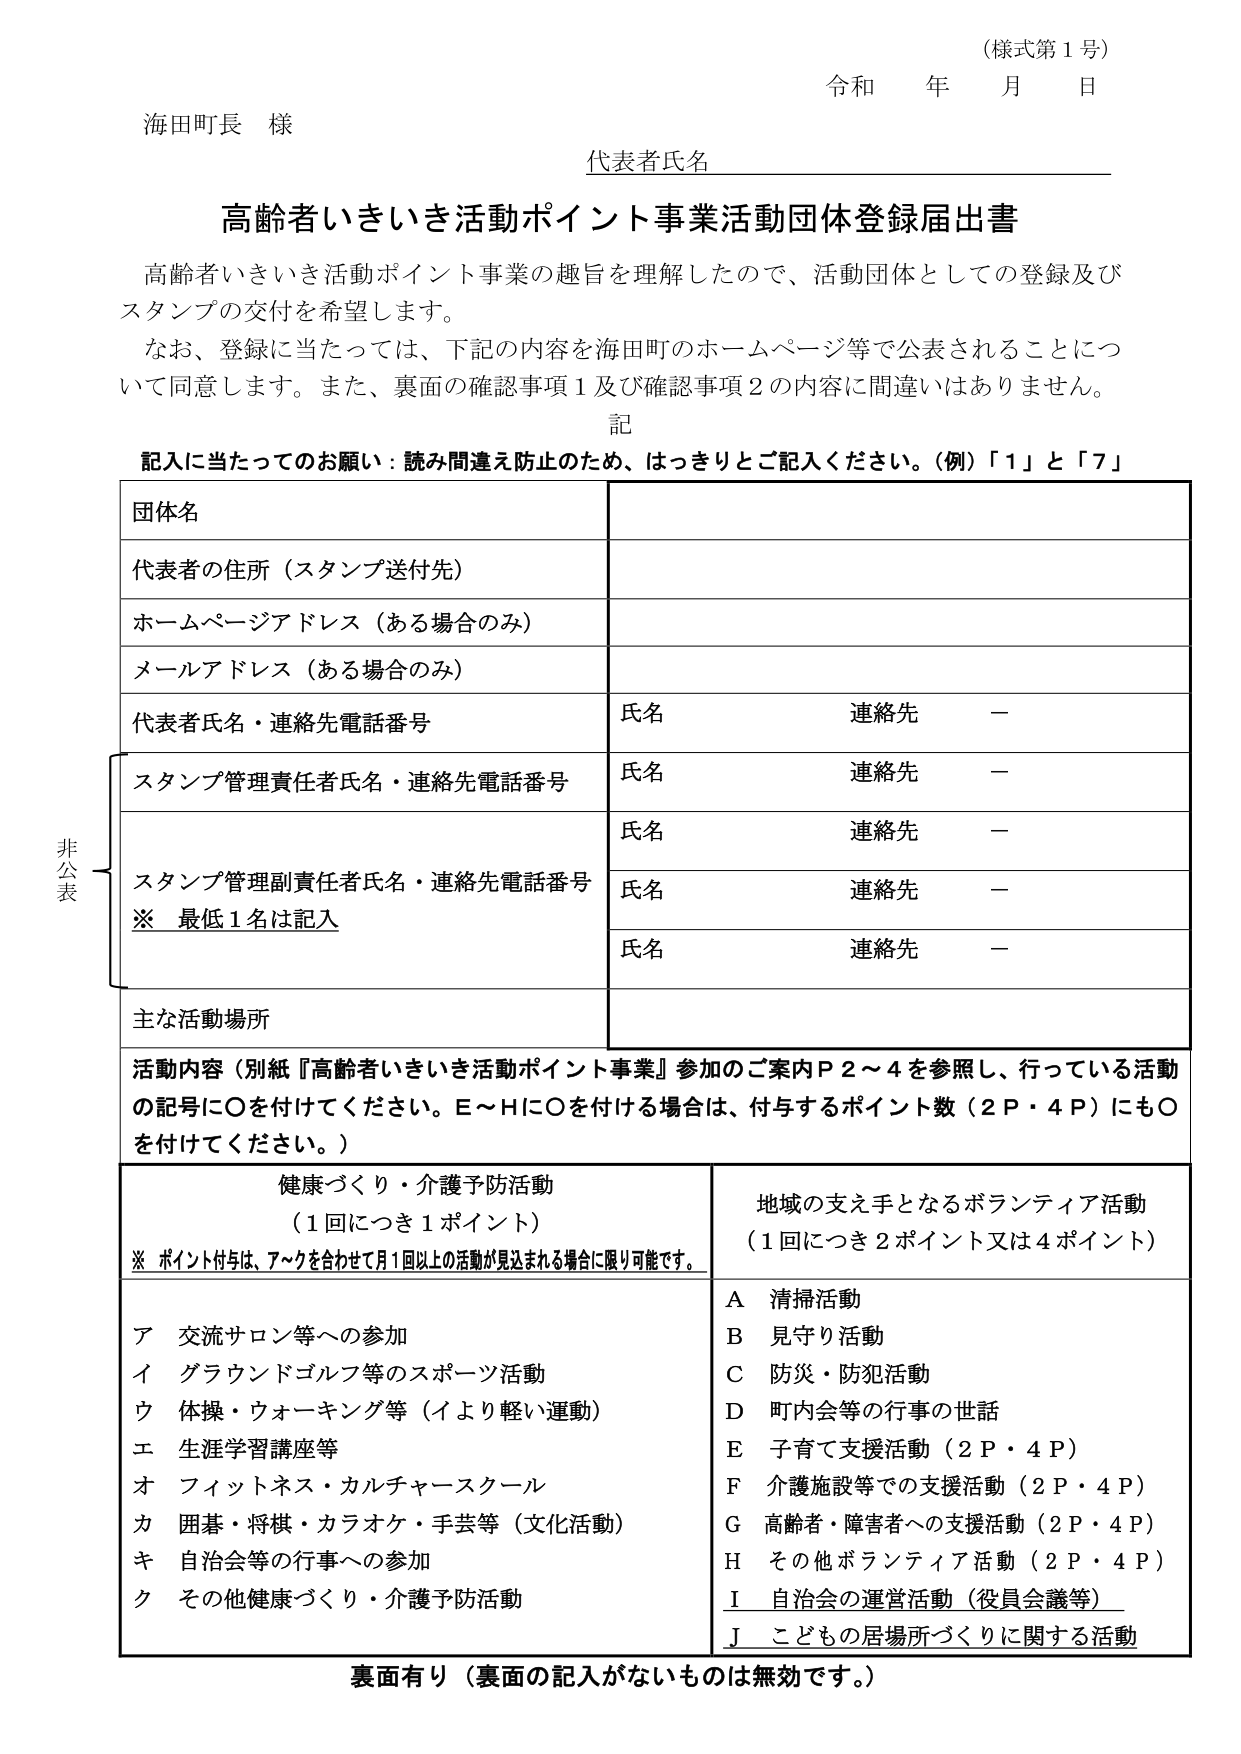 （様式第１号）
令和　　年　　月　　日
海田町長　様
代表者氏名
高齢者いきいき活動ポイント事業活動団体登録届出書
高齢者いきいき活動ポイント事業の趣旨を理解したので、活動団体としての登録及び
スタンプの交付を希望します。
なお、登録に当たっては、下記の内容を海田町のホームページ等で公表されることにつ
いて同意します。また、裏面の確認事項１及び確認事項２の内容に間違いはありません。
記
記入に当たってのお願い：読み間違え防止のため、はっきりとご記入ください。（例）「１」と「７」
団体名
代表者の住所（スタンプ送付先）
ホームページアドレス（ある場合のみ）
メールアドレス（ある場合のみ）
代表者氏名・連絡先電話番号　氏名　連絡先　－
スタンプ管理責任者氏名・連絡先電話番号　氏名　連絡先　－
非公表
スタンプ管理副責任者氏名・連絡先電話番号
※　最低１名は記入
氏名　連絡先　－
氏名　連絡先　－
氏名　連絡先　－
主な活動場所
活動内容（別紙『高齢者いきいき活動ポイント事業』参加のご案内Ｐ２～４を参照し、行っている活動
の記号に〇を付けてください。Ｅ～Ｈに〇を付ける場合は、付与するポイント数（２Ｐ・４Ｐ）にも〇
を付けてください。）
健康づくり・介護予防活動
（１回につき１ポイント）
※　ポイント付与は、ア～クを合わせて月１回以上の活動が見込まれる場合に限り可能です。
地域の支え手となるボランティア活動
（１回につき２ポイント又は４ポイント）
ア　交流サロン等への参加
イ　グラウンドゴルフ等のスポーツ活動
ウ　体操・ウォーキング等（イより軽い運動）
エ　生涯学習講座等
オ　フィットネス・カルチャースクール
カ　囲碁・将棋・カラオケ・手芸等（文化活動）
キ　自治会等の行事への参加
ク　その他健康づくり・介護予防活動
Ａ　清掃活動
Ｂ　見守り活動
Ｃ　防災・防犯活動
Ｄ　町内会等の行事の世話
Ｅ　子育て支援活動（２Ｐ・４Ｐ）
Ｆ　介護施設等での支援活動（２Ｐ・４Ｐ）
Ｇ　高齢者・障害者への支援活動（２Ｐ・４Ｐ）
Ｈ　その他ボランティア活動（２Ｐ・４Ｐ）
Ｉ　自治会の運営活動（役員会議等）
Ｊ　こどもの居場所づくりに関する活動
裏面有り（裏面の記入がないものは無効です。）